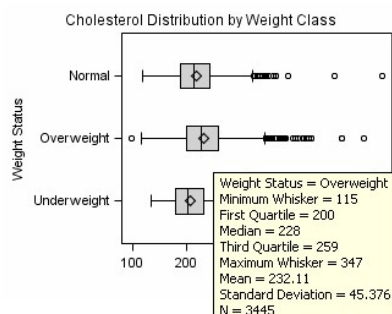 Cholesterol Distribution by Weight Class
Weight Status
Normal
Overweight
Underweight
100
200
Weight Status = Overweight
Minimum Whisker = 115
First Quartile = 200
Median = 228
Third Quartile = 259
Maximum Whisker = 347
Mean = 232.11
Standard Deviation = 45.376
N = 3445